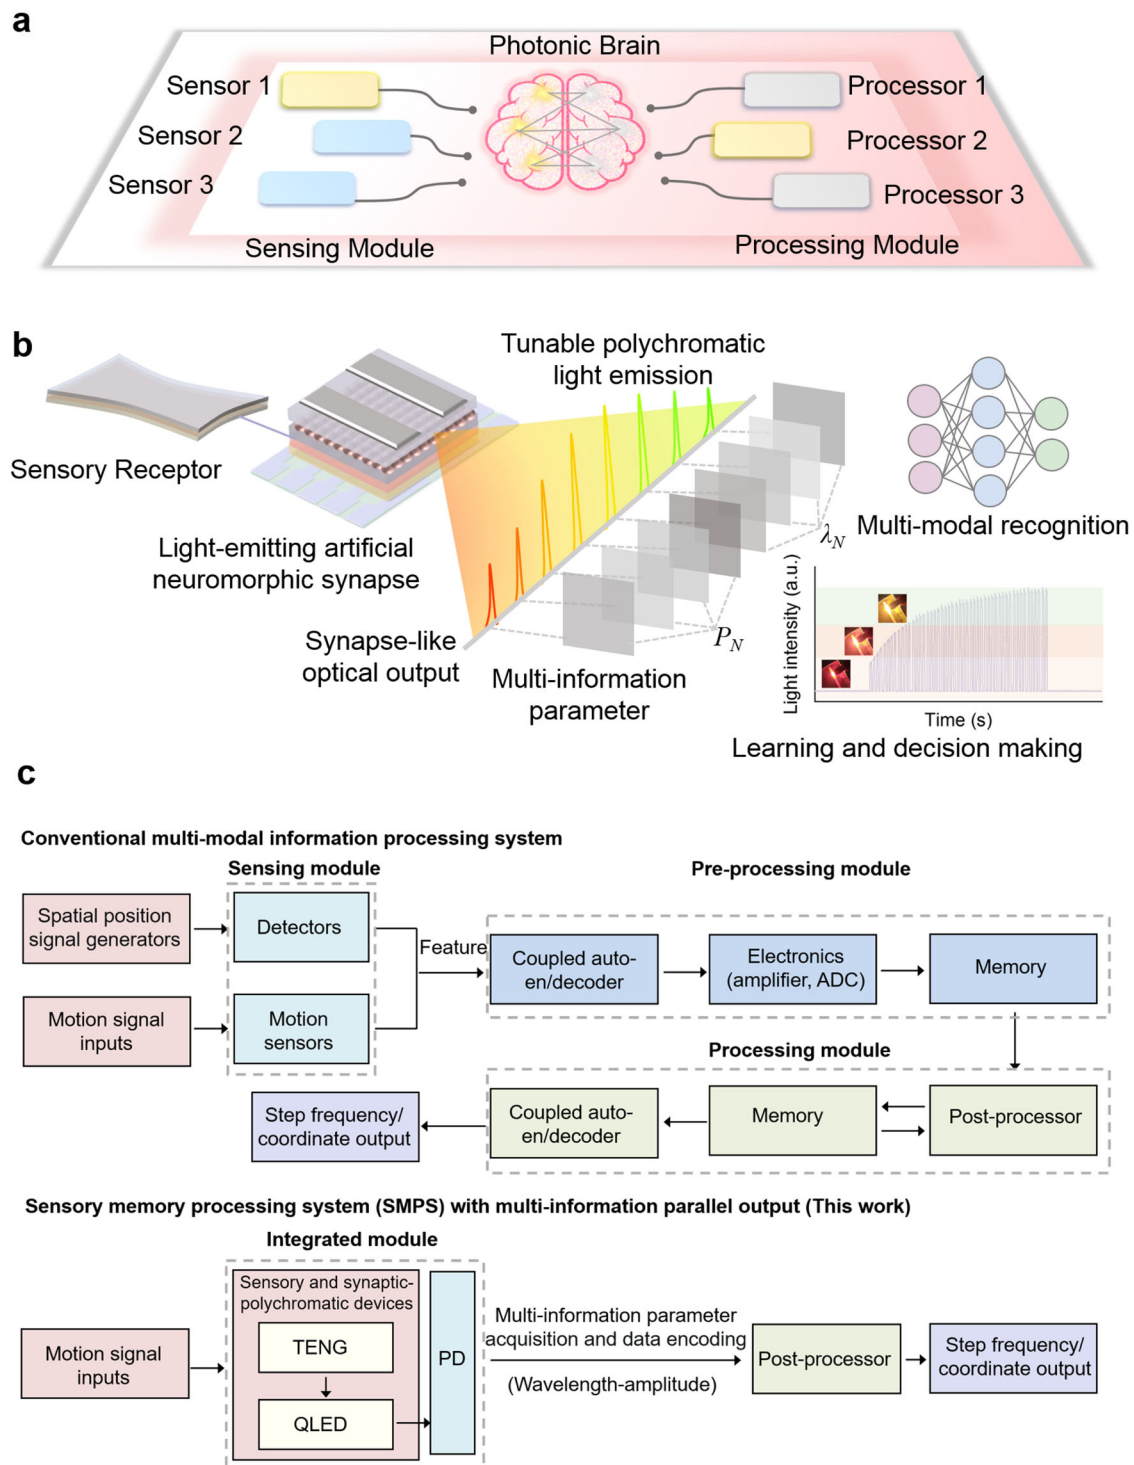 a
Photonic Brain
Sensor 1
Sensor 2
Sensor 3
Processor 1
Processor 2
Processor 3
Sensing Module
Processing Module
b
Tunable polychromatic
light emission
Sensory Receptor
Light-emitting artificial
neuromorphic synapse
Synapse-like
optical output
Multi-information
parameter
P_N
λ_N
Multi-modal recognition
Light intensity (a.u.)
Time (s)
Learning and decision making
c
Conventional multi-modal information processing system
Sensing module
Pre-processing module
Spatial position
signal generators
Detectors
Feature
Coupled auto-
en/decoder
Electronics
(amplifier, ADC)
Memory
Motion signal
inputs
Motion
sensors
Processing module
Step frequency/
coordinate output
Coupled auto-
en/decoder
Memory
Post-processor
Sensory memory processing system (SMPS) with multi-information parallel output (This work)
Integrated module
Sensory and synaptic-
polychromatic devices
Motion signal
inputs
TENG
QLED
PD
Multi-information parameter
acquisition and data encoding
(Wavelength-amplitude)
Post-processor
Step frequency/
coordinate output